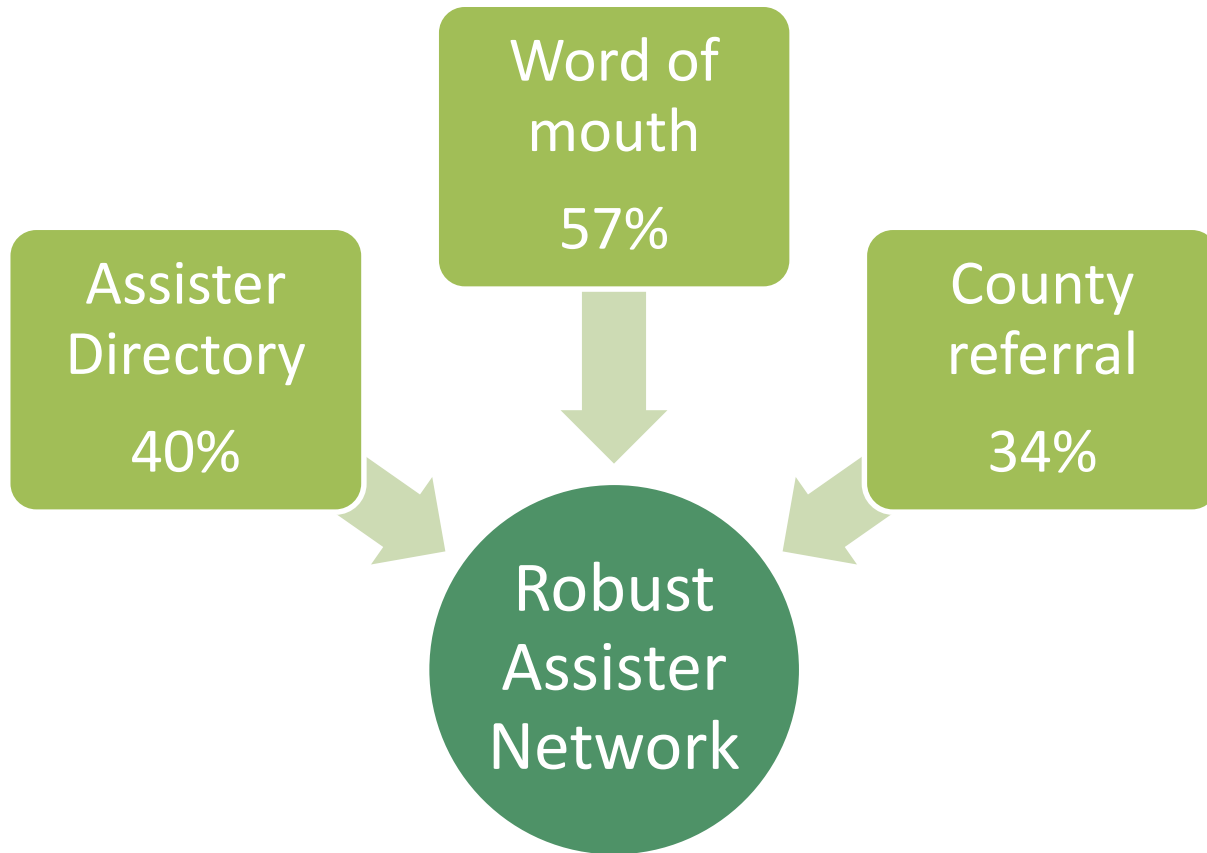 Word of
mouth
57%
Assister
Directory
40%
County
referral
34%
Robust
Assister
Network